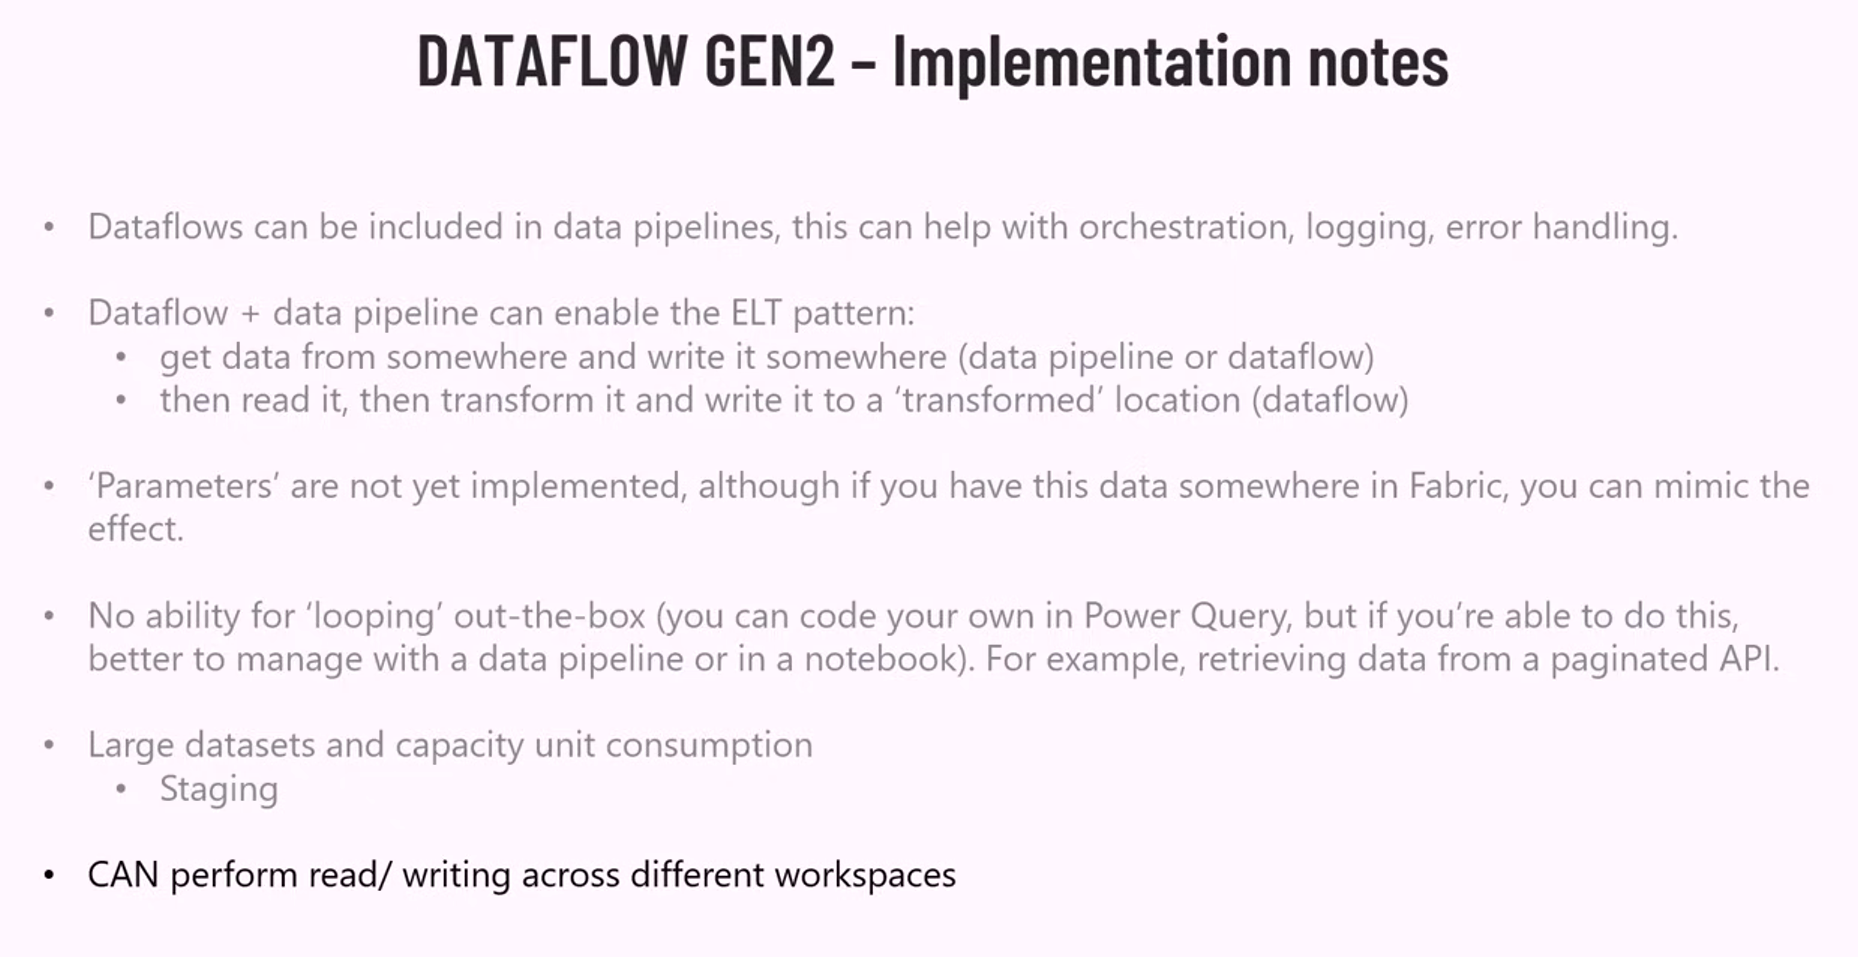 DATAFLOW GEN2 – Implementation notes
• Dataflows can be included in data pipelines, this can help with orchestration, logging, error handling.
• Dataflow + data pipeline can enable the ELT pattern:
• get data from somewhere and write it somewhere (data pipeline or dataflow)
• then read it, then transform it and write it to a ‘transformed’ location (dataflow)
• ‘Parameters’ are not yet implemented, although if you have this data somewhere in Fabric, you can mimic the
effect.
• No ability for ‘looping’ out-the-box (you can code your own in Power Query, but if you’re able to do this,
better to manage with a data pipeline or in a notebook). For example, retrieving data from a paginated API.
• Large datasets and capacity unit consumption
• Staging
• CAN perform read/ writing across different workspaces